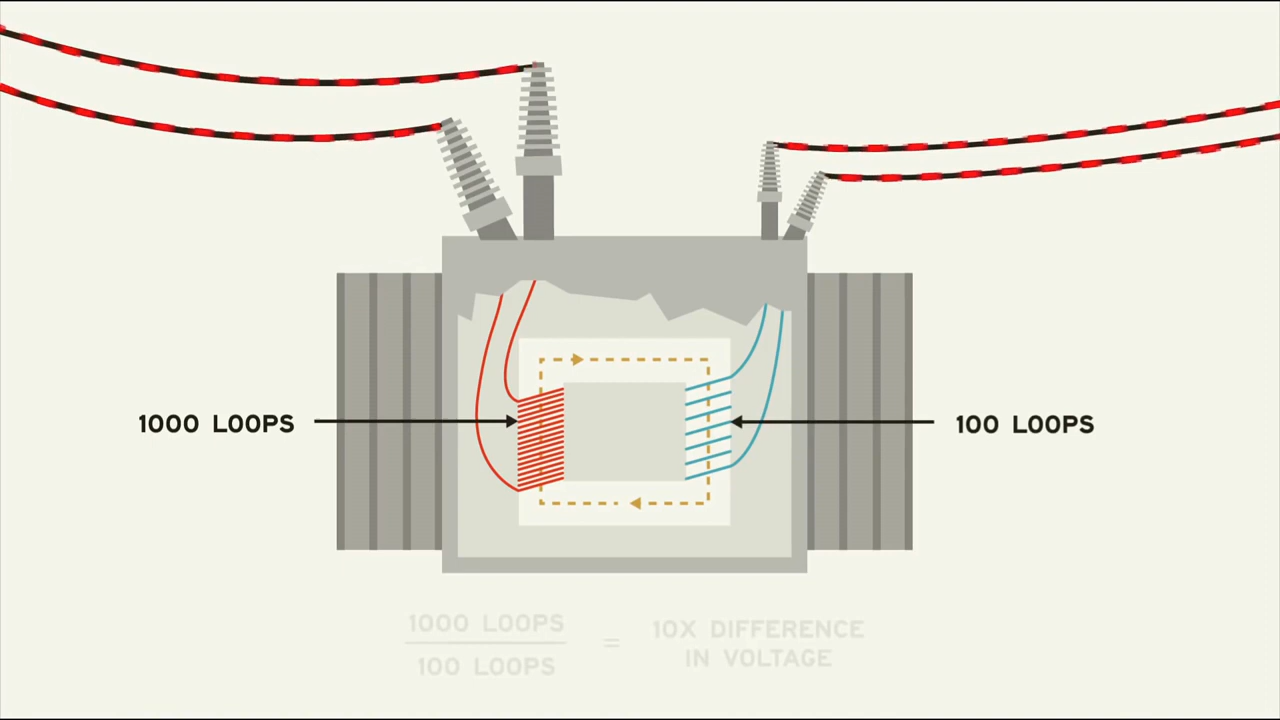 1000 LOOPS
100 LOOPS
1000 LOOPS
100 LOOPS
=
10X DIFFERENCE
IN VOLTAGE